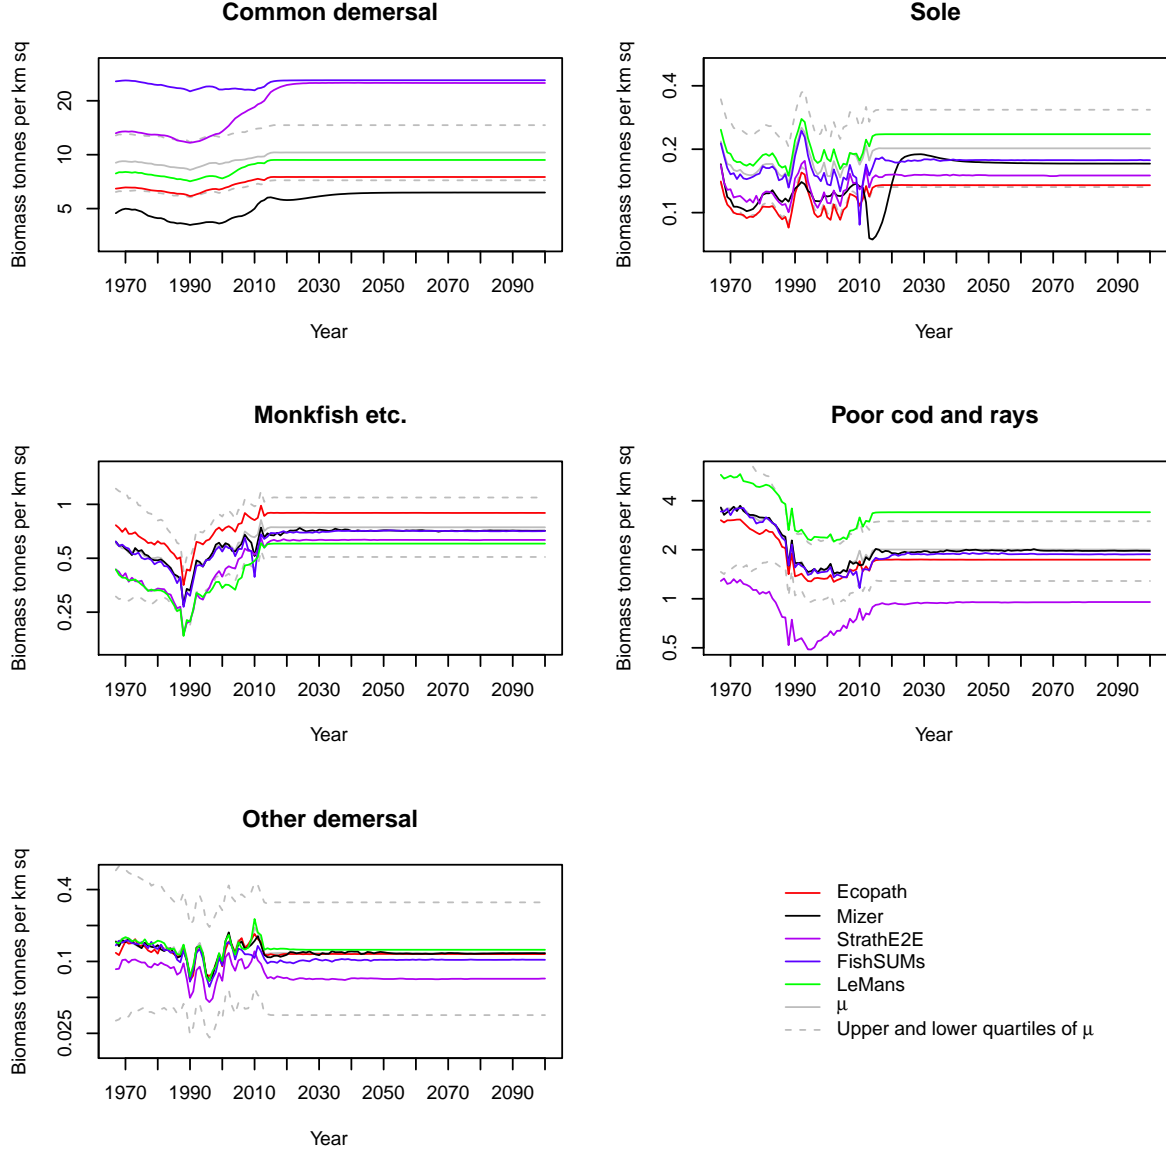 Common demersal
Biomass tonnes per km sq
20
10
5
1970 1990 2010 2030 2050 2070 2090
Year
Sole
Biomass tonnes per km sq
0.4
0.2
0.1
1970 1990 2010 2030 2050 2070 2090
Year
Monkfish etc.
Biomass tonnes per km sq
1
0.5
0.25
1970 1990 2010 2030 2050 2070 2090
Year
Poor cod and rays
Biomass tonnes per km sq
4
2
1
0.5
1970 1990 2010 2030 2050 2070 2090
Year
Other demersal
Biomass tonnes per km sq
0.4
0.1
0.025
1970 1990 2010 2030 2050 2070 2090
Year
Ecopath
Mizer
StrathE2E
FishSUMs
LeMans
μ
Upper and lower quartiles of μ